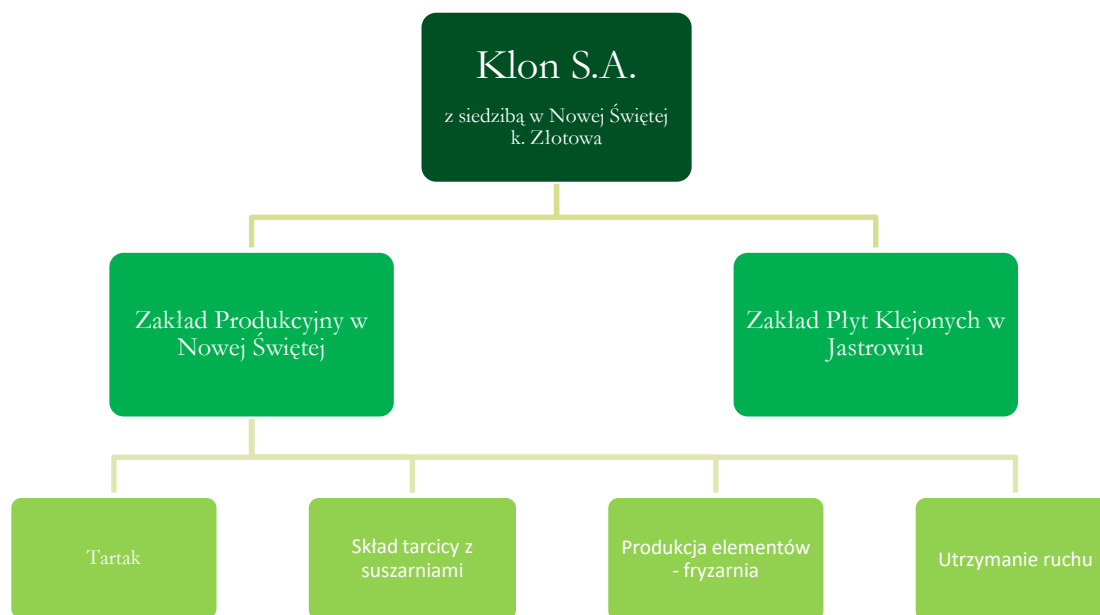 Klon S.A.
z siedzibą w Nowej Świętej
k. Złotowa
Zakład Produkcyjny w
Nowej Świętej
Zakład Płyt Klejonych w
Jastrowiu
Tartak
Skład tarcicy z
suszarniami
Produkcja elementów
- fryzarnia
Utrzymanie ruchu